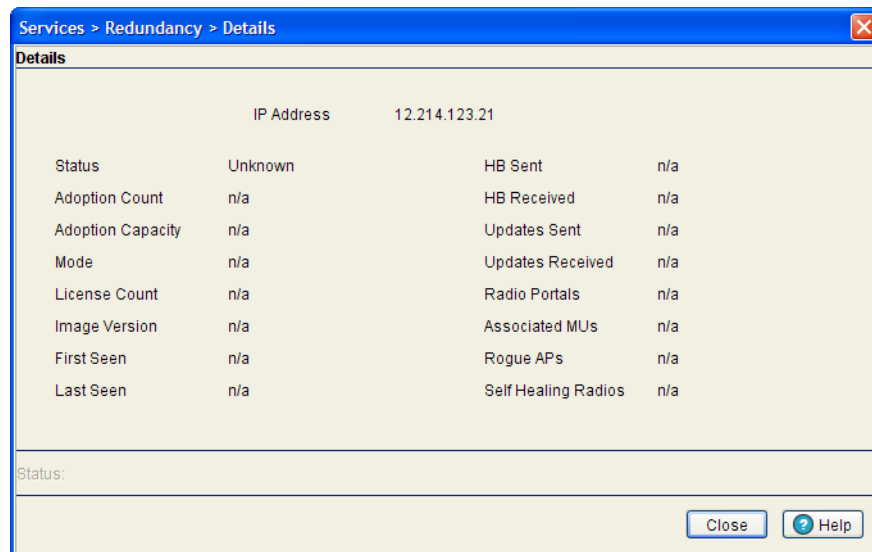 Services > Redundancy > Details
Details
IP Address 12.214.123.21
Status Unknown HB Sent n/a
Adoption Count n/a HB Received n/a
Adoption Capacity n/a Updates Sent n/a
Mode n/a Updates Received n/a
License Count n/a Radio Portals n/a
Image Version n/a Associated MUs n/a
First Seen n/a Rogue APs n/a
Last Seen n/a Self Healing Radios n/a
Status:
Close ? Help